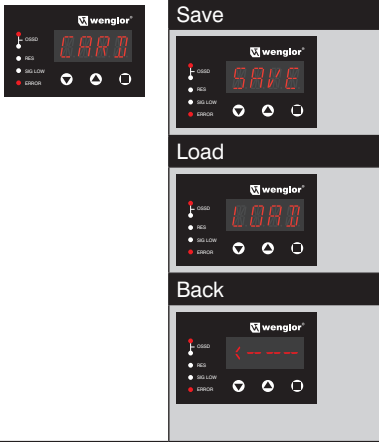 wenglor®
OSSD
CARD
RES
SIG LOW
ERROR
Save
wenglor®
OSSD
SAVE
RES
SIG LOW
ERROR
Load
wenglor®
OSSD
LOAD
RES
SIG LOW
ERROR
Back
wenglor®
OSSD
<-----
RES
SIG LOW
ERROR